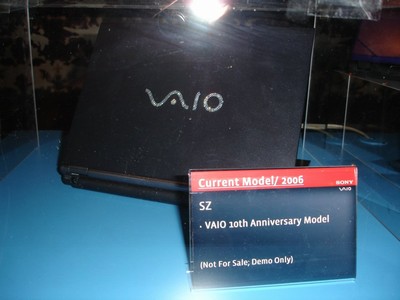 VAIO
Current Model/ 2006
SONY
VAIO
SZ
· VAIO 10th Anniversary Model
(Not For Sale; Demo Only)